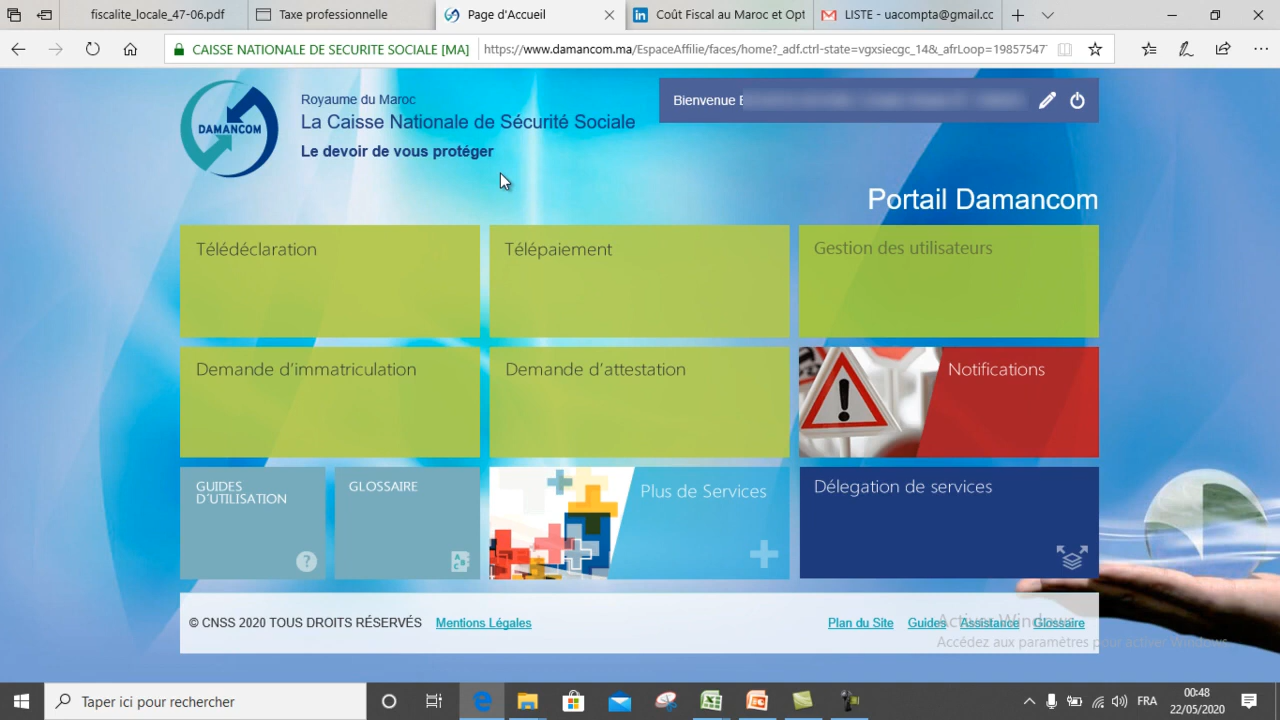 fiscalite_locale_47-06.pdf
Taxe professionelle
Page d'Accueil
in
Coût Fiscal au Maroc et Opt
LISTE - uacompta@gmail.cc
CAISSE NATIONALE DE SECURITE SOCIALE [MA]
https://www.damancom.ma/EspaceAffilie/faces/home?_adf.ctrl-state=vgxsiecgc_14&_afrLoop=19857547
DAMANCOM
Royaume du Maroc
La Caisse Nationale de Sécurité Sociale
Le devoir de vous protéger
Bienvenue
Portail Damancom
Télédéclaration
Télépaiement
Gestion des utilisateurs
Demande d'immatriculation
Demande d'attestation
Notifications
GUIDES
D'UTILISATION
GLOSSAIRE
Plus de Services
Délegation de services
© CNSS 2020 TOUS DROITS RÉSERVÉS
Mentions Légales
Plan du Site
Guides
Assistance
Glossaire
Activer Windows
Accédez aux paramètres pour activer Windows.
Taper ici pour rechercher
FRA
00:48
22/05/2020